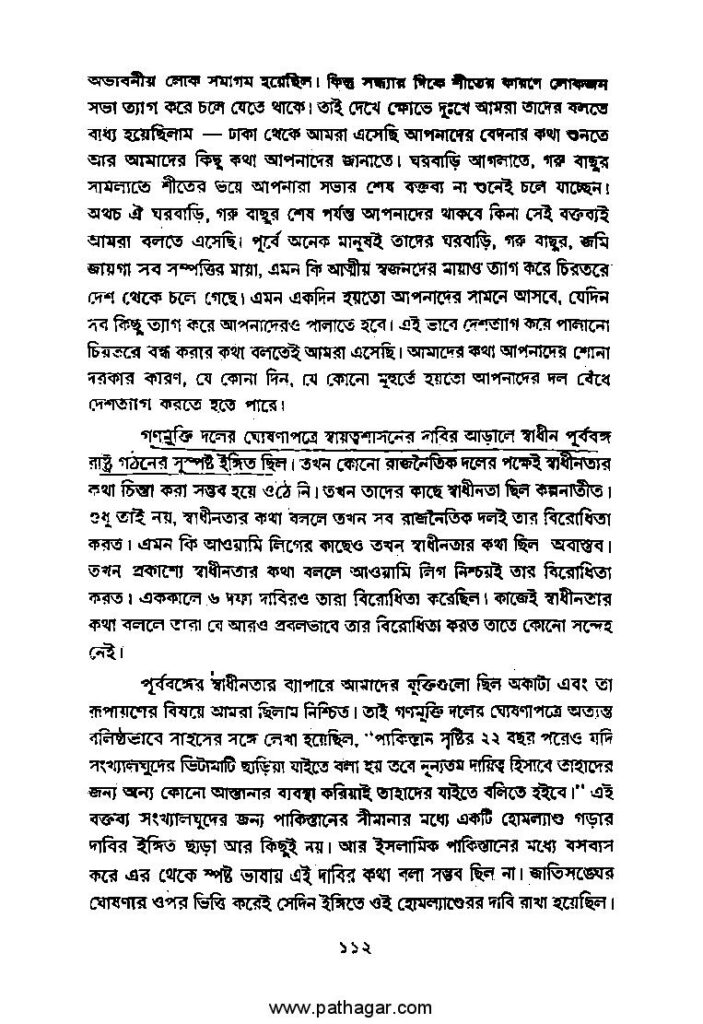 অভাবনীয় লোক সমাগম হয়েছিল। কিন্তু সন্ধ্যার দিকে শীতের কারণে লোকজন
সভা ত্যাগ করে চলে যেতে থাকে। তাই দেখে ক্ষোভে দুঃখে আমরা তাদের বলতে
বাধ্য হয়েছিলাম — ঢাকা থেকে আমরা এসেছি আপনাদের বেদনার কথা শুনতে
আর আমাদের কিছু কথা আপনাদের জানাতে। ঘরবাড়ি আগলাতে, গরু বাছুর
সামলাতে শীতের ভয়ে আপনারা সভার শেষ বক্তব্য না শুনেই চলে যাচ্ছেন।
অথচ ঐ ঘরবাড়ি, গরু বাছুর শেষ পর্যন্ত আপনাদের থাকবে কিনা সেই বক্তব্যই
আমরা বলতে এসেছি। পূর্বে অনেক মানুষই তাদের ঘরবাড়ি, গরু বাছুর, জমি
জায়গা সব সম্পত্তির মায়া, এমন কি আত্মীয় স্বজনদের মায়াও ত্যাগ করে চিরতরে
দেশ থেকে চলে গেছে। এমন একদিন হয়তো আপনাদের সামনে আসবে, যেদিন
সব কিছু ত্যাগ করে আপনাদেরও পালাতে হবে। এই ভাবে দেশত্যাগ করে পালানো
চিরতরে বন্ধ করার কথা বলতেই আমরা এসেছি। আমাদের কথা আপনাদের শোনা
দরকার কারণ, যে কোনা দিন, যে কোনো মুহূর্তে হয়তো আপনাদের দল বেঁধে
দেশত্যাগ করতে হতে পারে।
গণমুক্তি দলের ঘোষণাপত্রে স্বায়ত্বশাসনের দাবির আড়ালে স্বাধীন পূর্ববঙ্গ
রাষ্ট্র গঠনের সুস্পষ্ট ইঙ্গিত ছিল। তখন কোনো রাজনৈতিক দলের পক্ষেই স্বাধীনতার
কথা চিন্তা করা সম্ভব হয়ে ওঠে নি। তখন তাদের কাছে স্বাধীনতা ছিল কল্পনাতীত।
শুধু তাই নয়, স্বাধীনতার কথা বললে তখন সব রাজনৈতিক দলই তার বিরোধিতা
করত। এমন কি আওয়ামি লিগের কাছেও তখন স্বাধীনতার কথা ছিল অবাস্তব।
তখন প্রকাশ্যে স্বাধীনতার কথা বললে আওয়ামি লিগ নিশ্চয়ই তার বিরোধিতা
করত। এককালে ৬ দফা দাবিরও তারা বিরোধিতা করেছিল। কাজেই স্বাধীনতার
কথা বললে তারা যে আরও প্রবলভাবে তার বিরোধিতা করত তাতে কোনো সন্দেহ
নেই।
পূর্ববঙ্গের স্বাধীনতার ব্যাপারে আমাদের যুক্তিগুলো ছিল অকাট্য এবং তা
রূপায়ণের বিষয়ে আমরা ছিলাম নিশ্চিত। তাই গণমুক্তি দলের ঘোষণাপত্রে অত্যন্ত
বলিষ্ঠভাবে সাহসের সঙ্গে লেখা হয়েছিল, "পাকিস্তান সৃষ্টির ২২ বছর পরেও যদি
সংখ্যালঘুদের ভিটামাটি ছাড়িয়া যাইতে বলা হয় তবে নূন্যতম দায়িত্ব হিসাবে তাহাদের
জন্য অন্য কোনো আস্তানার ব্যবস্থা করিয়াই তাহাদের যাইতে বলিতে হইবে।" এই
বক্তব্য সংখ্যালঘুদের জন্য পাকিস্তানের সীমানার মধ্যে একটি হোমল্যাণ্ড গড়ার
দাবির ইঙ্গিত ছাড়া আর কিছুই নয়। আর ইসলামিক পাকিস্তানের মধ্যে বসবাস
করে এর থেকে স্পষ্ট ভাষায় এই দাবির কথা বলা সম্ভব ছিল না। জাতিসঙ্ঘের
ঘোষণার ওপর ভিত্তি করেই সেদিন ইঙ্গিতে ওই হোমল্যাণ্ডেরর দাবি রাখা হয়েছিল।
১১২
www.pathagar.com